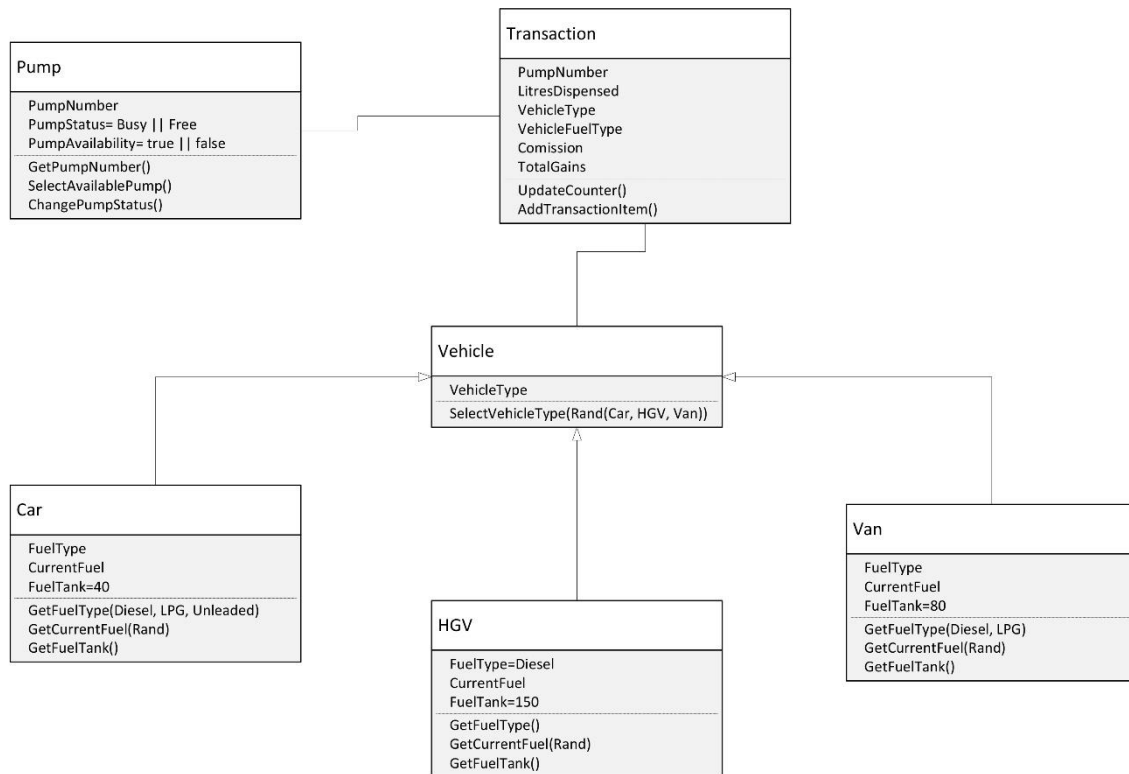 Pump
PumpNumber
PumpStatus= Busy || Free
PumpAvailability= true || false
GetPumpNumber()
SelectAvailablePump()
ChangePumpStatus()
Transaction
PumpNumber
LitresDispensed
VehicleType
VehicleFuelType
Comission
TotalGains
UpdateCounter()
AddTransactionItem()
Vehicle
VehicleType
SelectVehicleType(Rand(Car, HGV, Van))
Car
FuelType
CurrentFuel
FuelTank=40
GetFuelType(Diesel, LPG, Unleaded)
GetCurrentFuel(Rand)
GetFuelTank()
HGV
FuelType=Diesel
CurrentFuel
FuelTank=150
GetFuelType()
GetCurrentFuel(Rand)
GetFuelTank()
Van
FuelType
CurrentFuel
FuelTank=80
GetFuelType(Diesel, LPG)
GetCurrentFuel(Rand)
GetFuelTank()